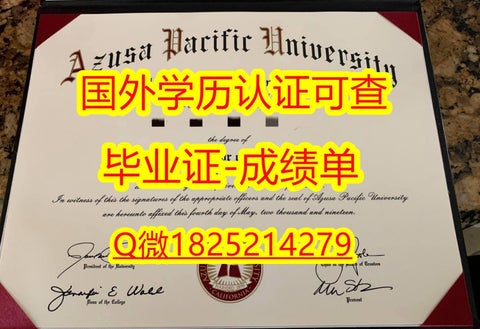 Azusa Pacific University
国外学历认证可查
the degree of
毕业证-成绩单
In witness of this the signatures of the appropriate officers and the seal of Azusa Pacific University
are hereunto affixed this fourth day of May, two thousand and nineteen.
Q微1825214279
President of the University
Dean of the College
Provost